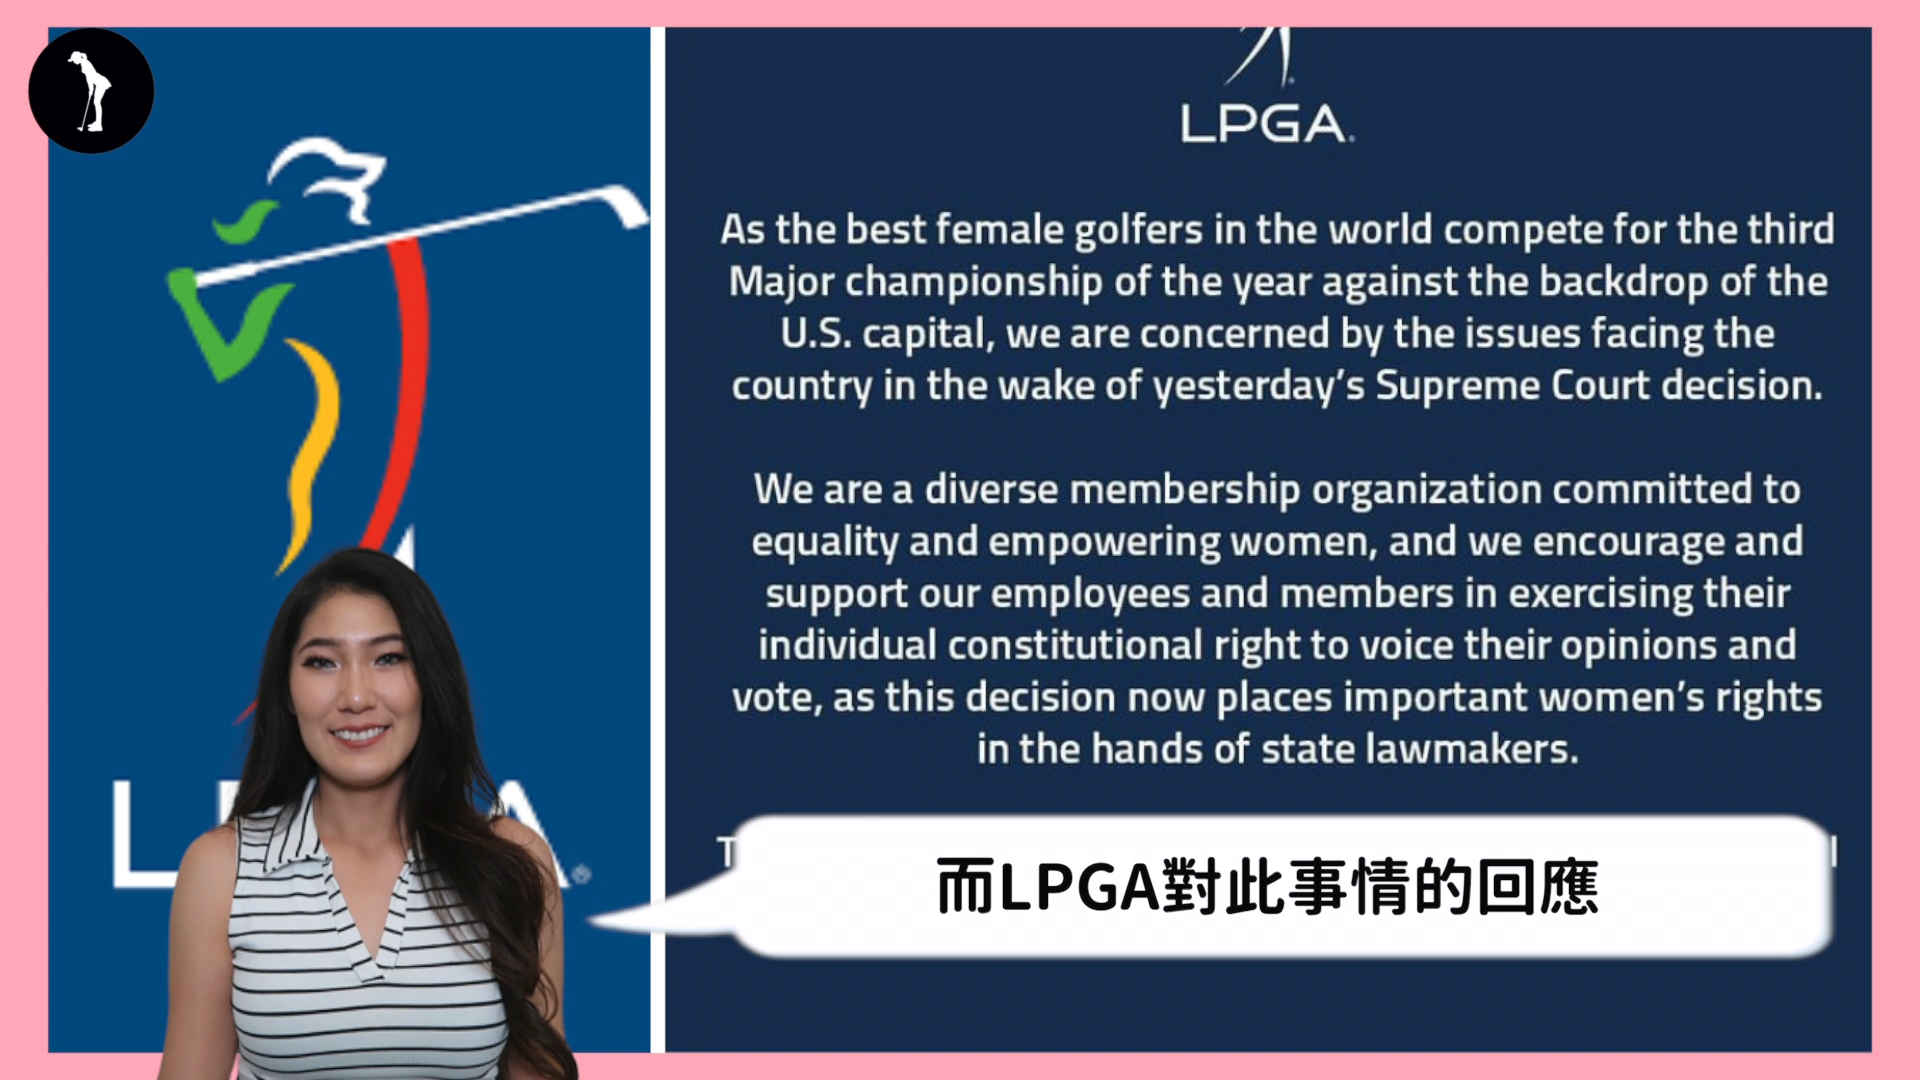 LPGA
As the best female golfers in the world compete for the third
Major championship of the year against the backdrop of the
U.S. capital, we are concerned by the issues facing the
country in the wake of yesterday’s Supreme Court decision.
We are a diverse membership organization committed to
equality and empowering women, and we encourage and
support our employees and members in exercising their
individual constitutional right to voice their opinions and
vote, as this decision now places important women’s rights
in the hands of state lawmakers.
而LPGA對此事情的回應